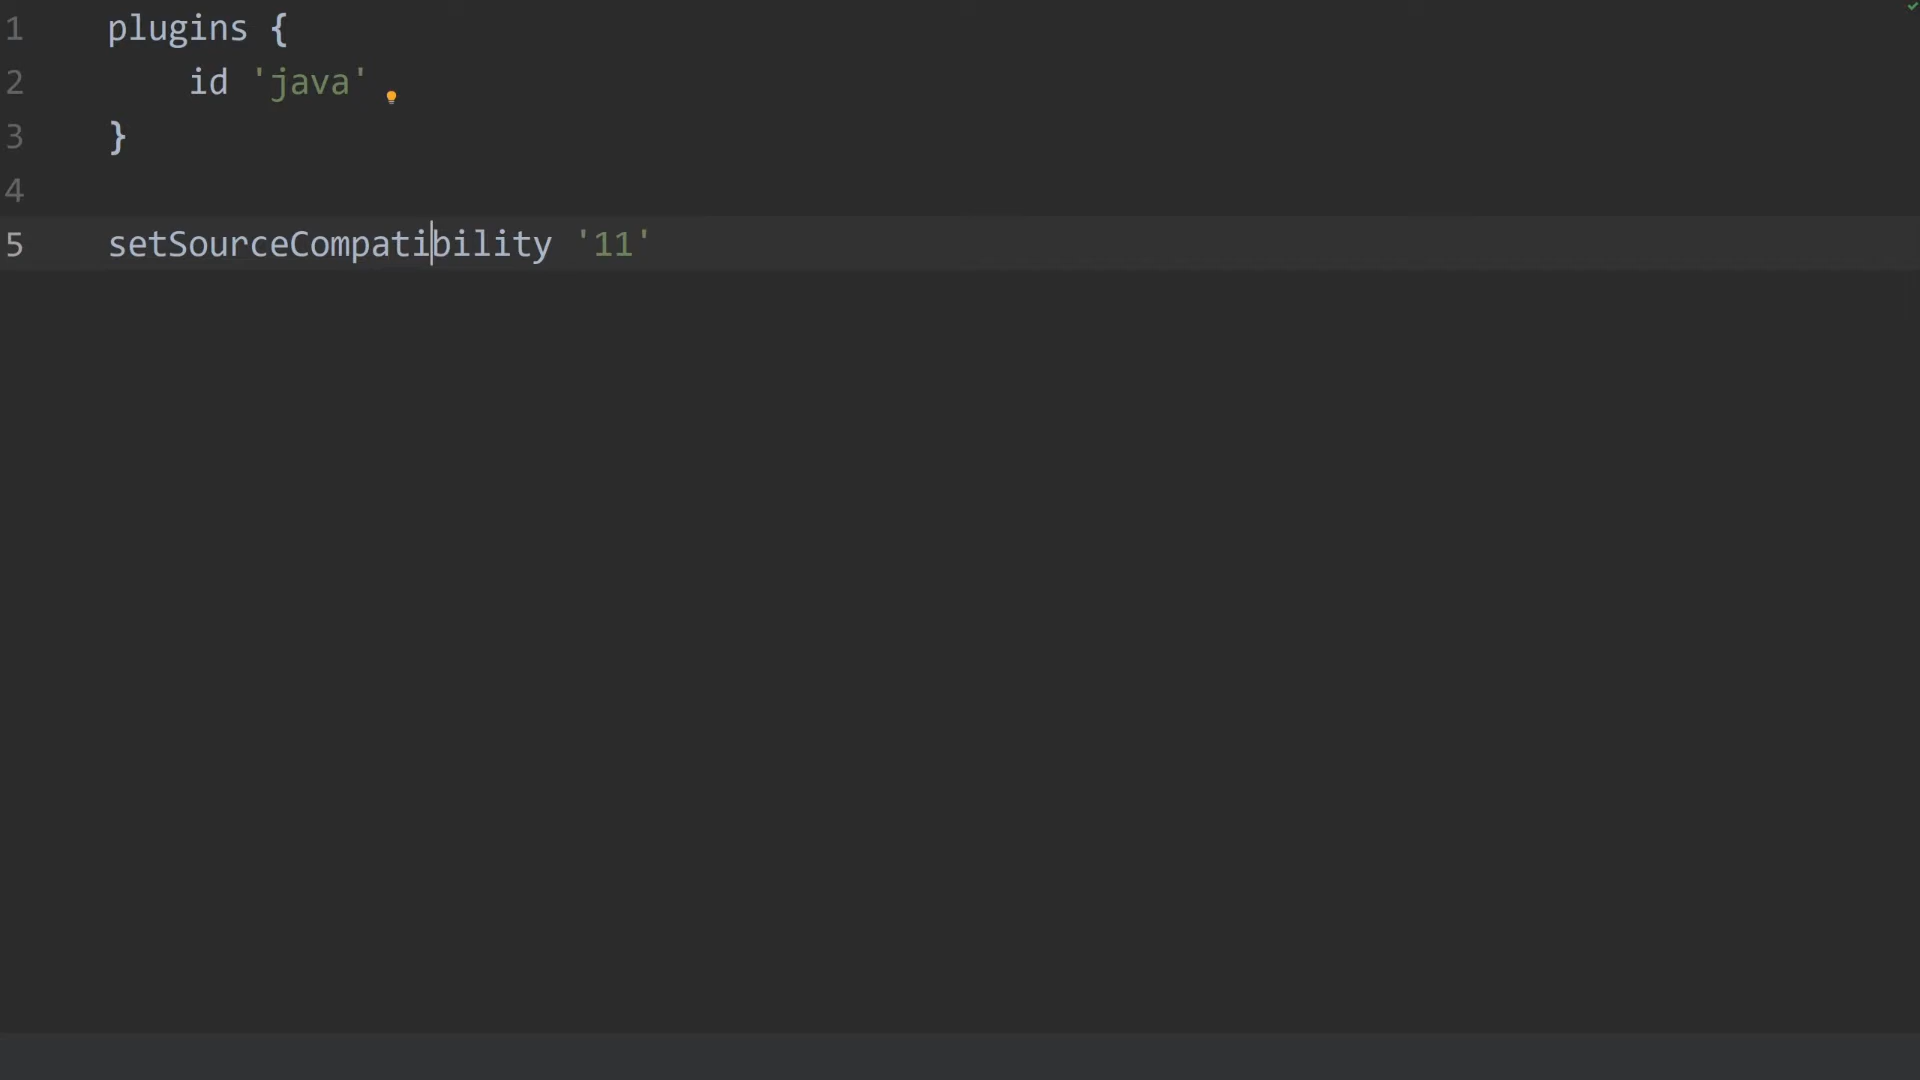 1 plugins {
2 id 'java'
3 }
4
5 setSourceCompatibility '11'